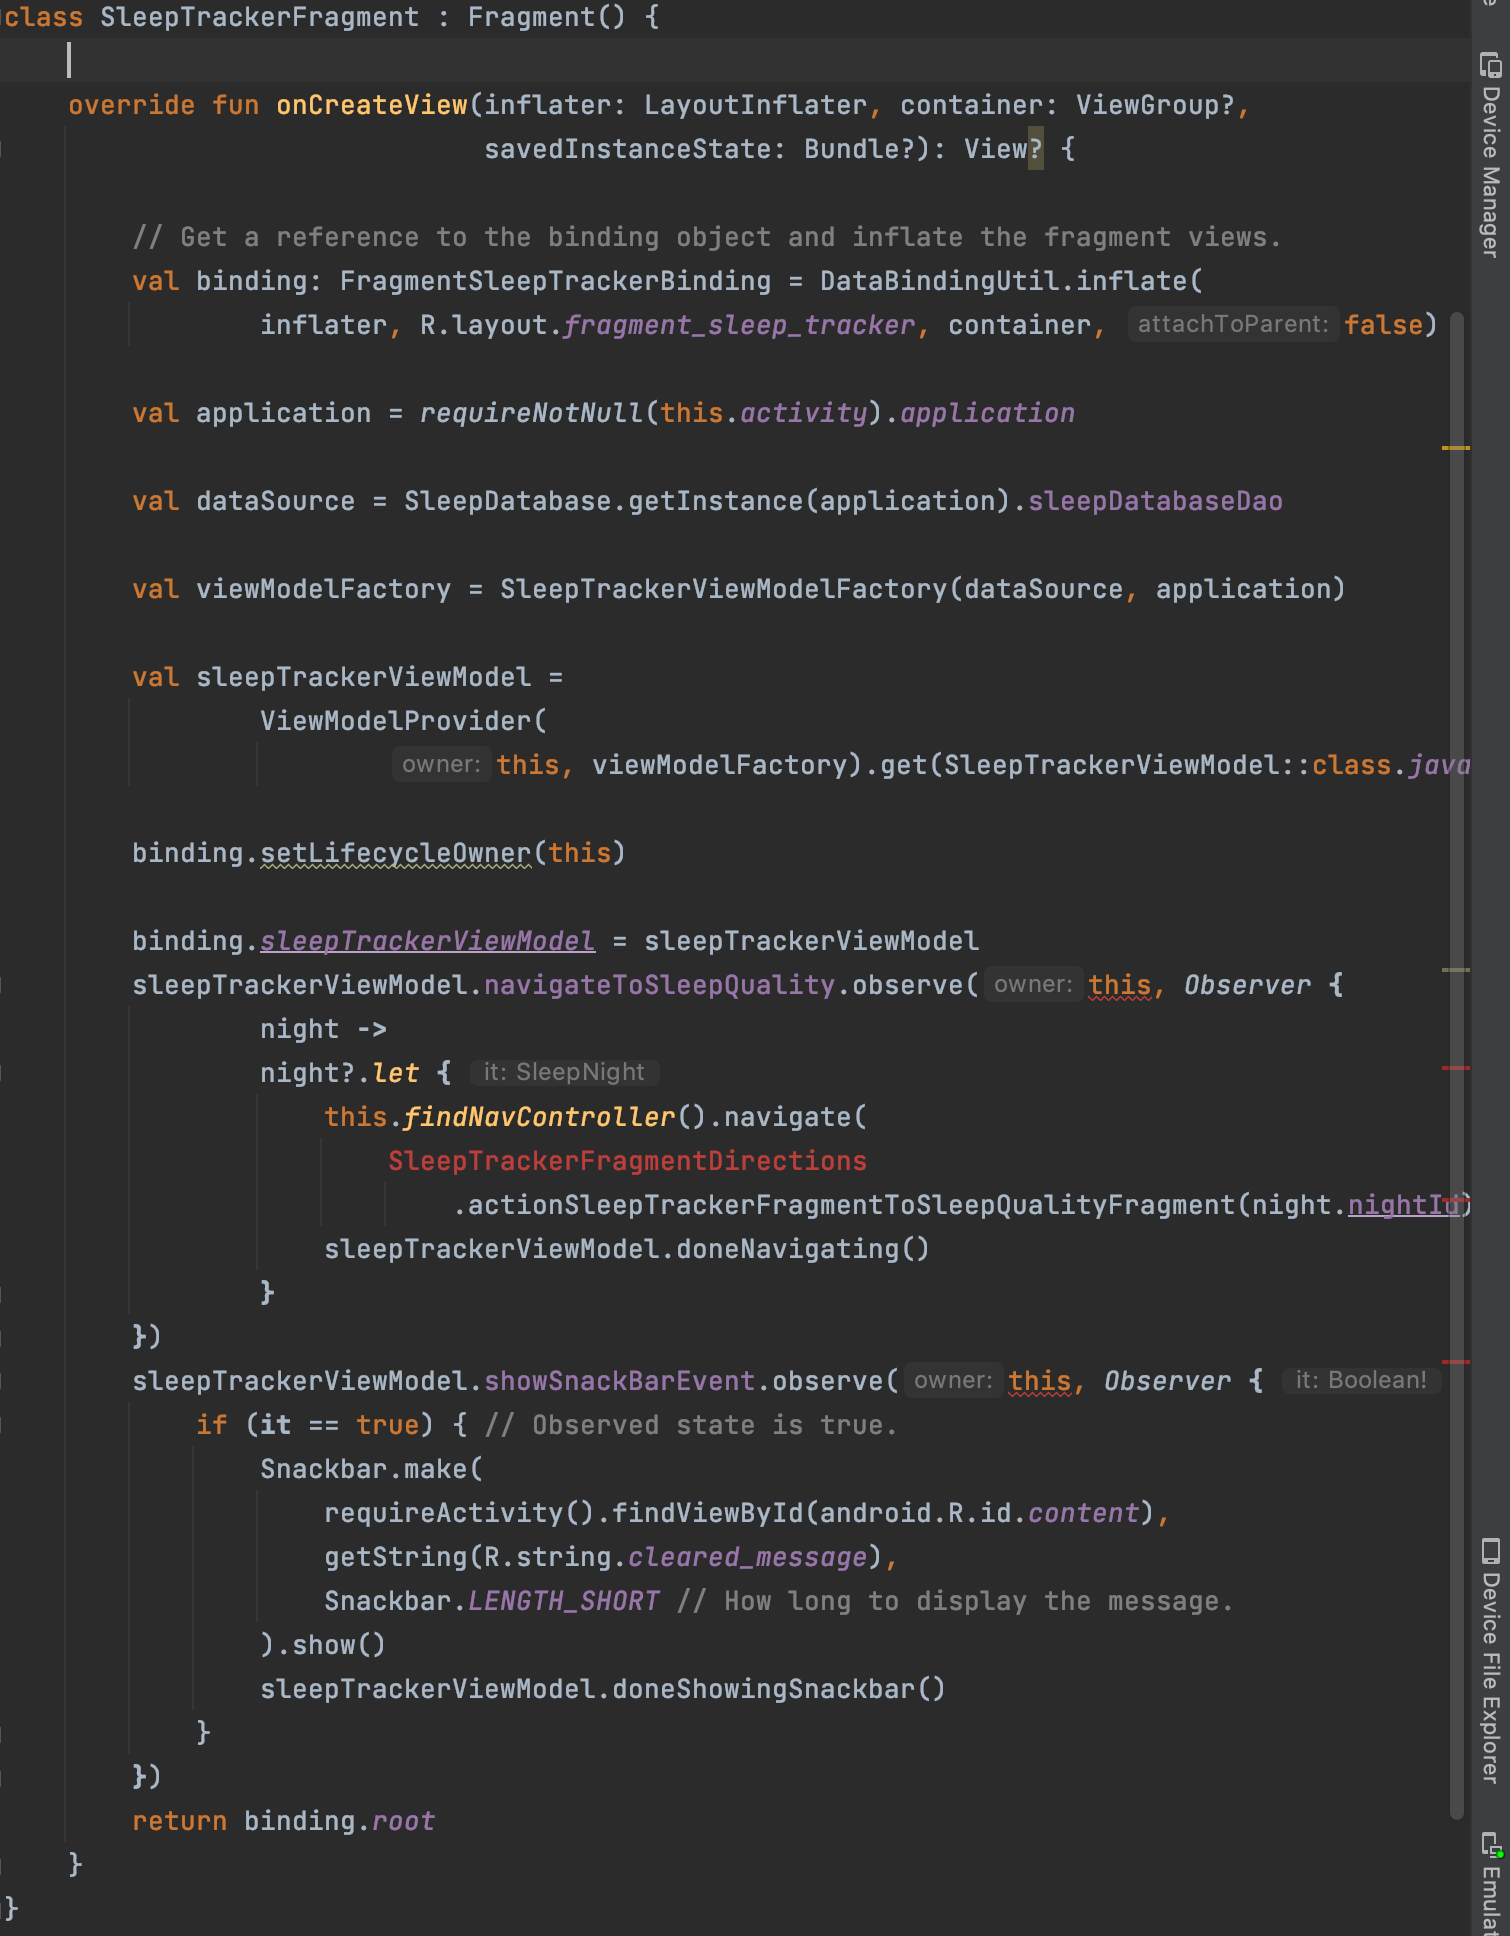 class SleepTrackerFragment : Fragment() {
override fun onCreateView(inflater: LayoutInflater, container: ViewGroup?,
savedInstanceState: Bundle?): View? {
// Get a reference to the binding object and inflate the fragment views.
val binding: FragmentSleepTrackerBinding = DataBindingUtil.inflate(
inflater, R.layout.fragment_sleep_tracker, container, attachToParent: false)
val application = requireNotNull(this.activity).application
val dataSource = SleepDatabase.getInstance(application).sleepDatabaseDao
val viewModelFactory = SleepTrackerViewModelFactory(dataSource, application)
val sleepTrackerViewModel =
ViewModelProvider(
owner: this, viewModelFactory).get(SleepTrackerViewModel::class.java
binding.setLifecycleOwner(this)
binding.sleepTrackerViewModel = sleepTrackerViewModel
sleepTrackerViewModel.navigateToSleepQuality.observe( owner: this, Observer {
night ->
night?.let { it: SleepNight
this.findNavController().navigate(
SleepTrackerFragmentDirections
.actionSleepTrackerFragmentToSleepQualityFragment(night.nightId)
sleepTrackerViewModel.doneNavigating()
}
})
sleepTrackerViewModel.showSnackBarEvent.observe( owner: this, Observer { it: Boolean!
if (it == true) { // Observed state is true.
Snackbar.make(
requireActivity().findViewById(android.R.id.content),
getString(R.string.cleared_message),
Snackbar.LENGTH_SHORT // How long to display the message.
).show()
sleepTrackerViewModel.doneShowingSnackbar()
}
})
return binding.root
}
}
Device Manager
Device File Explorer
Emulat